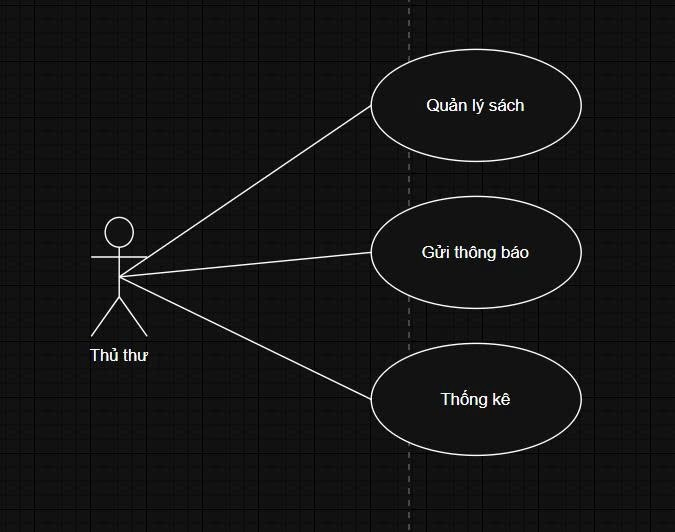 Quản lý sách
Gửi thông báo
Thủ thư
Thống kê